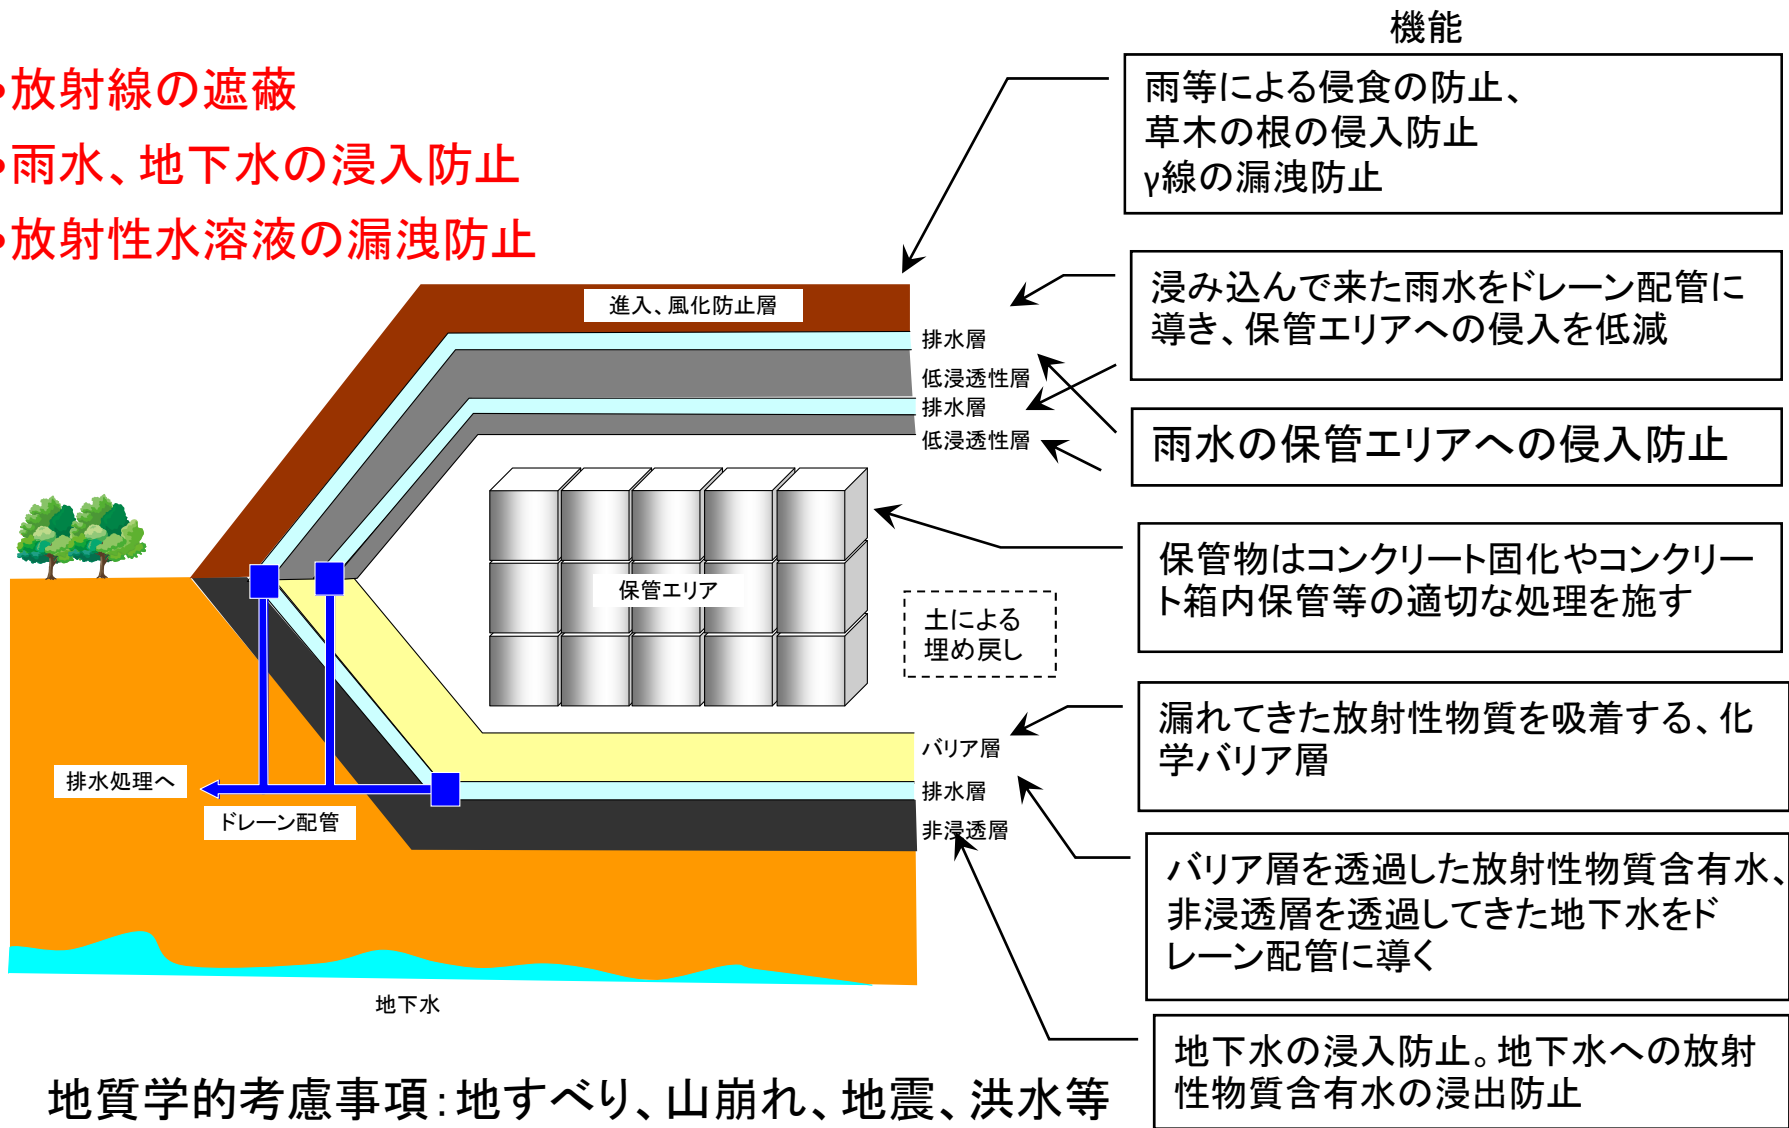 機能
・放射線の遮蔽
・雨水、地下水の浸入防止
・放射性水溶液の漏洩防止
雨等による侵食の防止、
草木の根の侵入防止
γ線の漏洩防止
浸み込んで来た雨水をドレーン配管に
導き、保管エリアへの侵入を低減
雨水の保管エリアへの侵入防止
保管物はコンクリート固化やコンクリー
ト箱内保管等の適切な処理を施す
漏れてきた放射性物質を吸着する、化
学バリア層
バリア層を透過した放射性物質含有水、
非浸透層を透過してきた地下水をド
レーン配管に導く
地下水の浸入防止。地下水への放射
性物質含有水の浸出防止
進入、風化防止層
排水層
低浸透性層
排水層
低浸透性層
保管エリア
土による
埋め戻し
バリア層
排水層
非浸透層
排水処理へ
ドレーン配管
地下水
地質学的考慮事項:地すべり、山崩れ、地震、洪水等